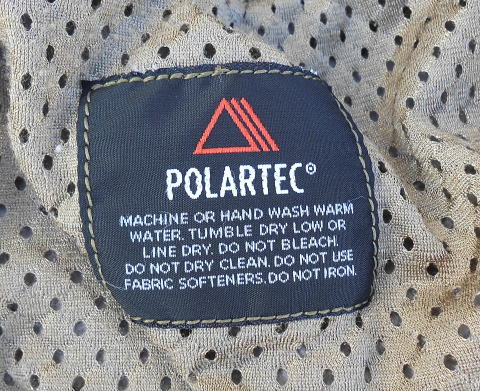 POLARTEC®
MACHINE OR HAND WASH WARM
WATER. TUMBLE DRY LOW OR
LINE DRY. DO NOT BLEACH.
DO NOT DRY CLEAN. DO NOT USE
FABRIC SOFTENERS. DO NOT IRON.